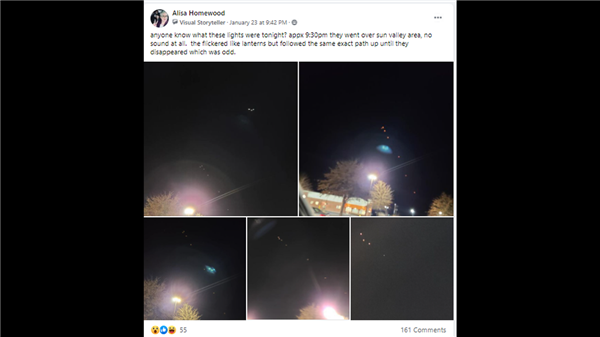 Alisa Homewood
Visual Storyteller · January 23 at 9:42 PM ·
anyone know what these lights were tonight? appx 9:30pm they went over sun valley area, no
sound at all. the flickered like lanterns but followed the same exact path up until they
disappeared which was odd.
55
161 Comments